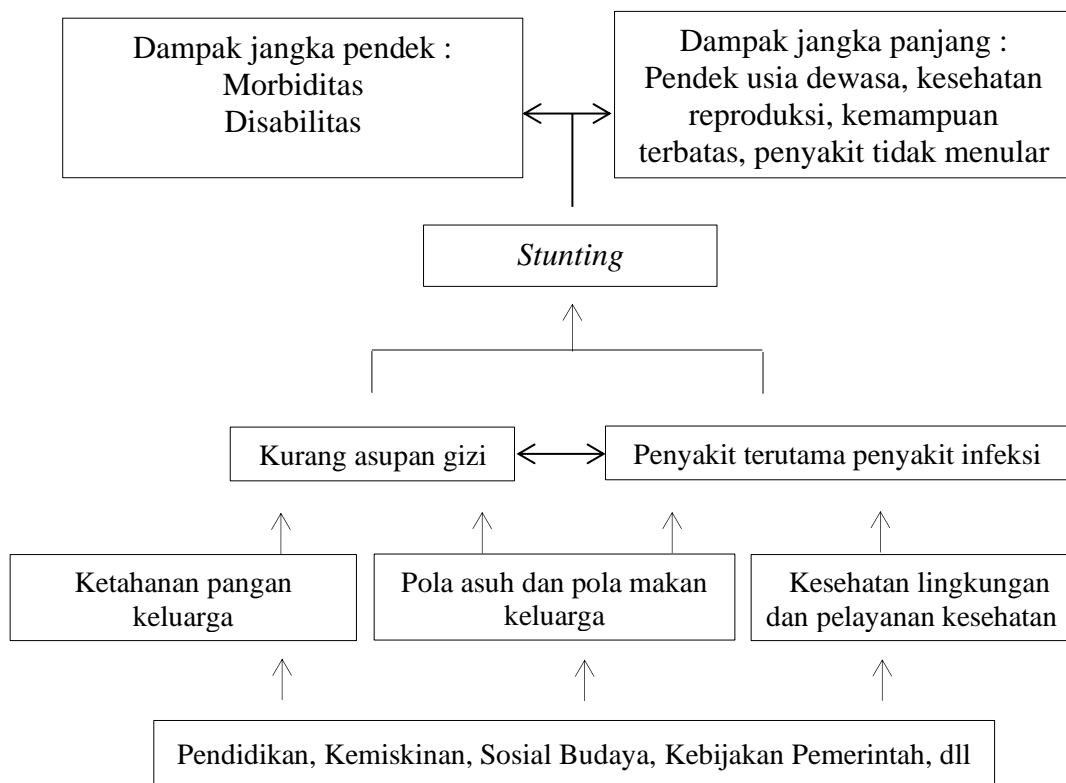 Dampak jangka pendek :
Morbiditas
Disabilitas
Dampak jangka panjang :
Pendek usia dewasa, kesehatan
reproduksi, kemampuan
terbatas, penyakit tidak menular
Stunting
Kurang asupan gizi
Penyakit terutama penyakit infeksi
Ketahanan pangan
keluarga
Pola asuh dan pola makan
keluarga
Kesehatan lingkungan
dan pelayanan kesehatan
Pendidikan, Kemiskinan, Sosial Budaya, Kebijakan Pemerintah, dll